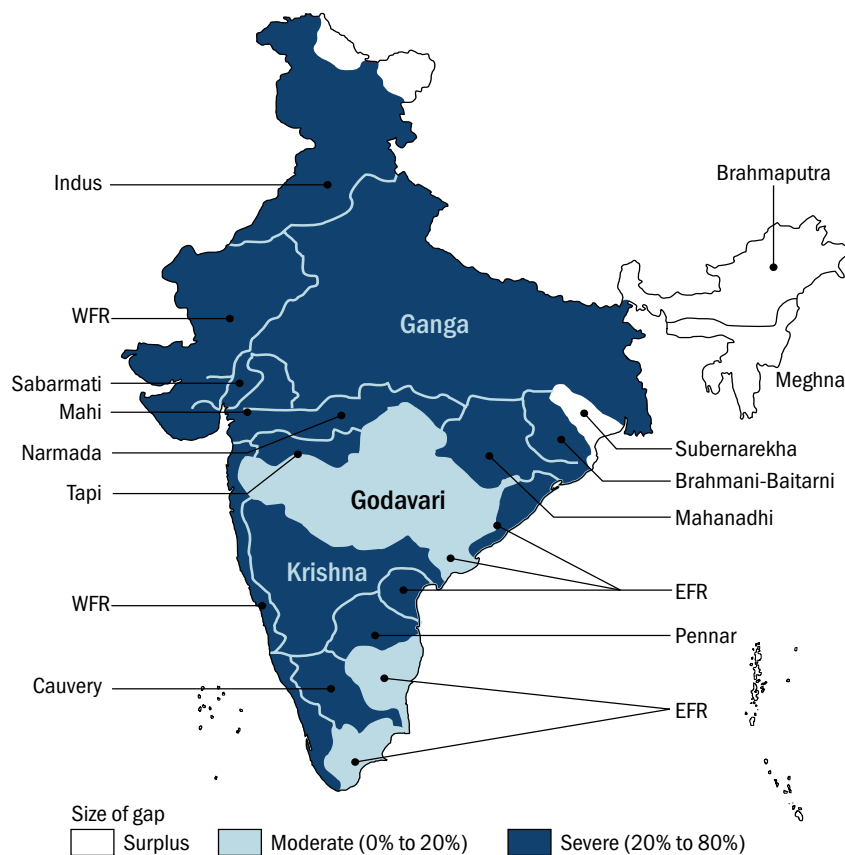 Indus
Brahmaputra
WFR
Ganga
Sabarmati
Meghna
Mahi
Narmada
Subernarekha
Brahmani-Baitarni
Tapi
Godavari
Mahanadhi
Krishna
EFR
WFR
Pennar
Cauvery
EFR
Size of gap
Surplus Moderate (0% to 20%) Severe (20% to 80%)